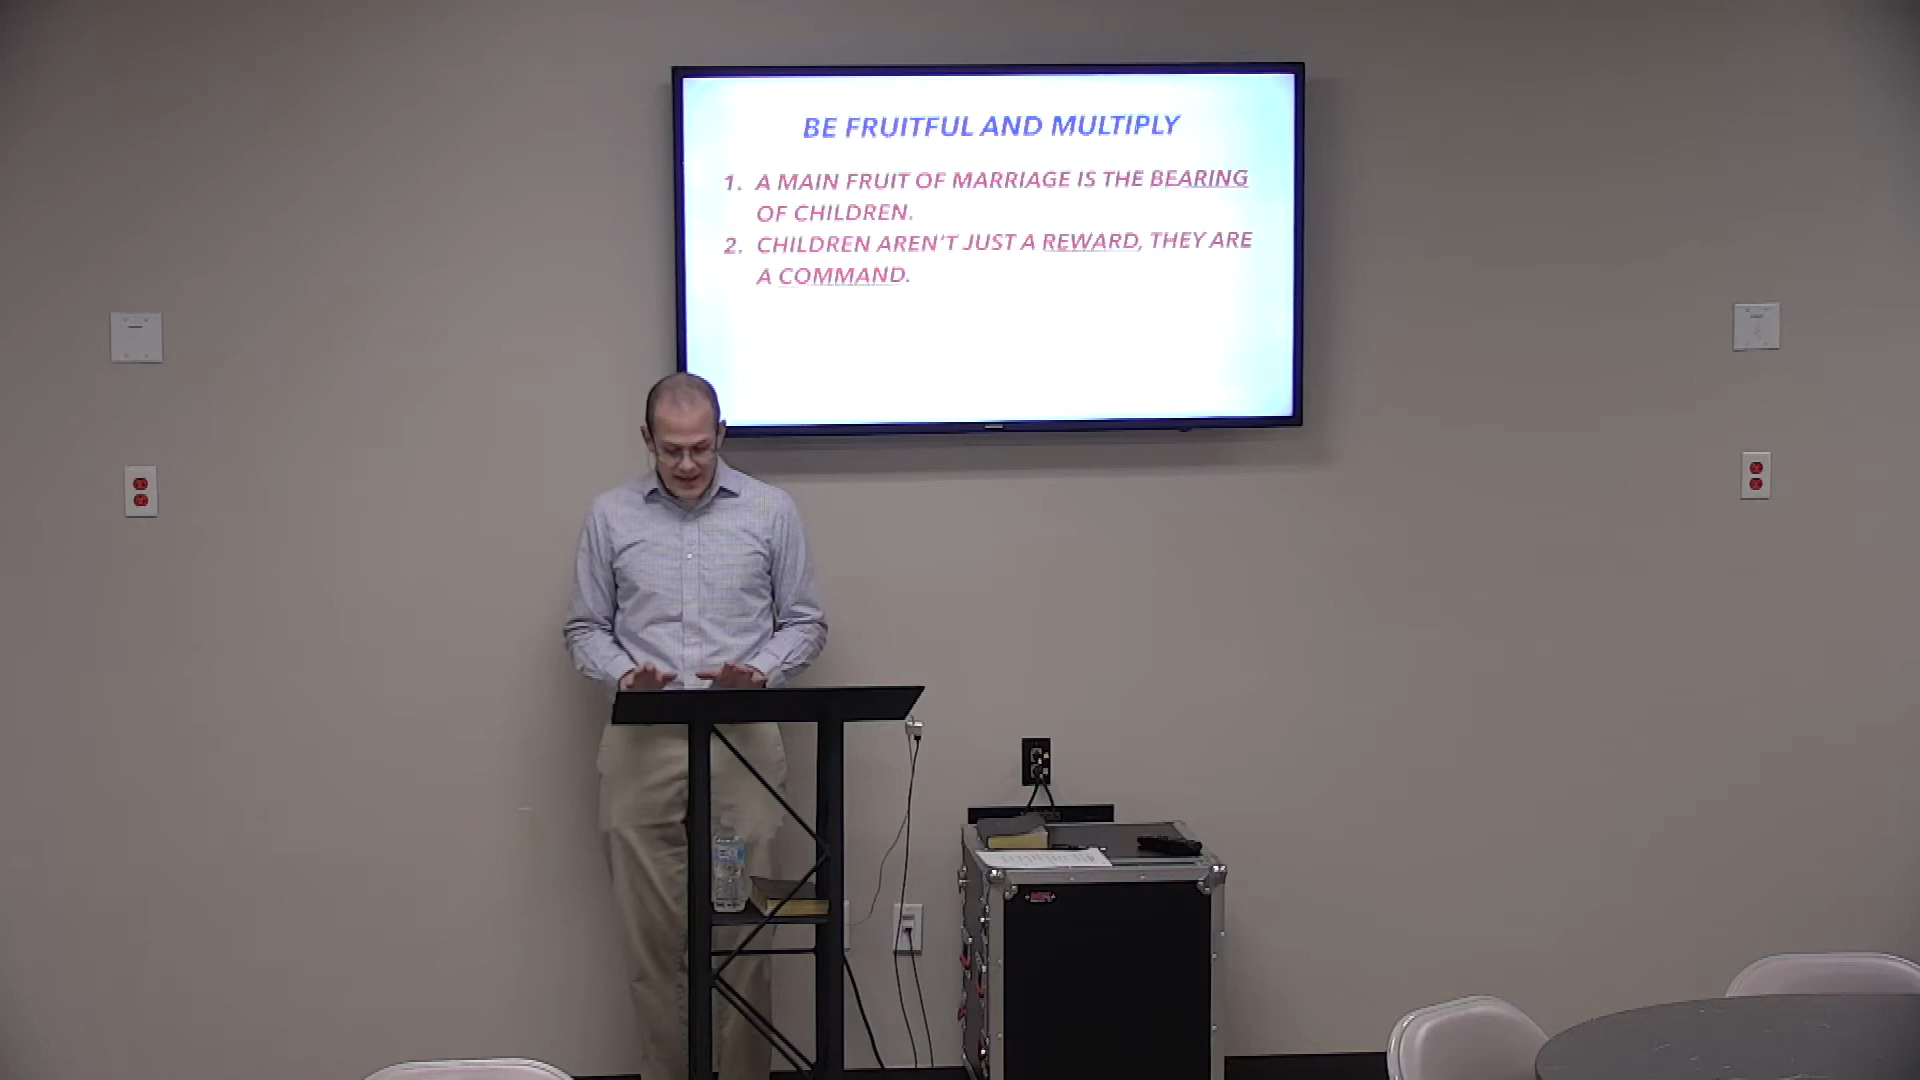 BE FRUITFUL AND MULTIPLY
1. A MAIN FRUIT OF MARRIAGE IS THE BEARING
OF CHILDREN.
2. CHILDREN AREN'T JUST A REWARD, THEY ARE
A COMMAND.